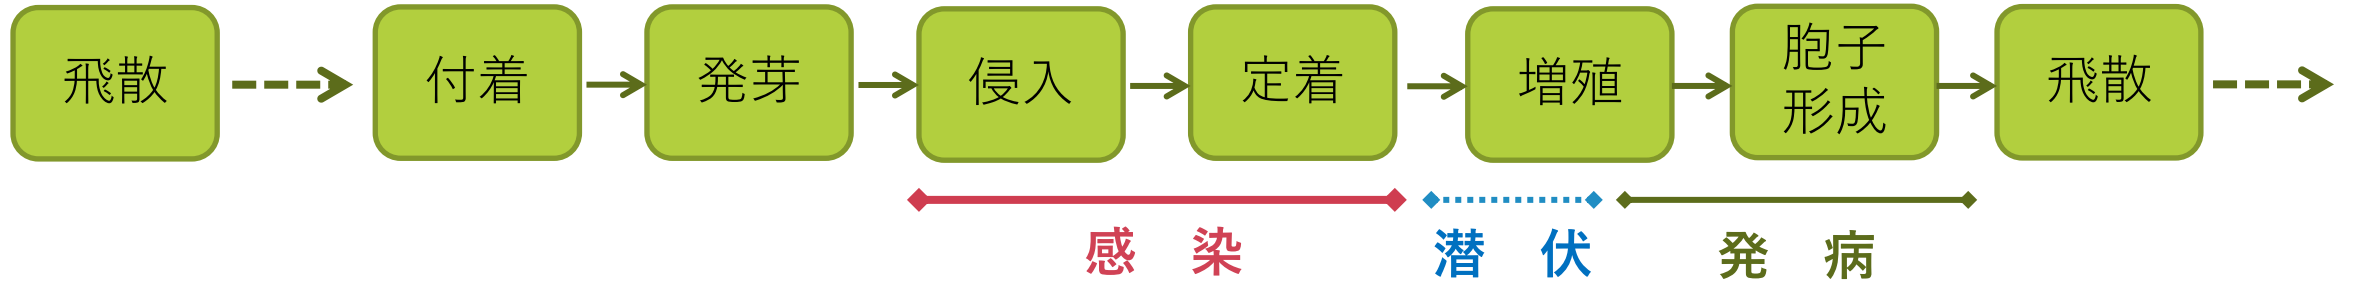 飛散
付着
発芽
侵入
定着
増殖
胞子
形成
飛散
感　染
潜　伏
発　病